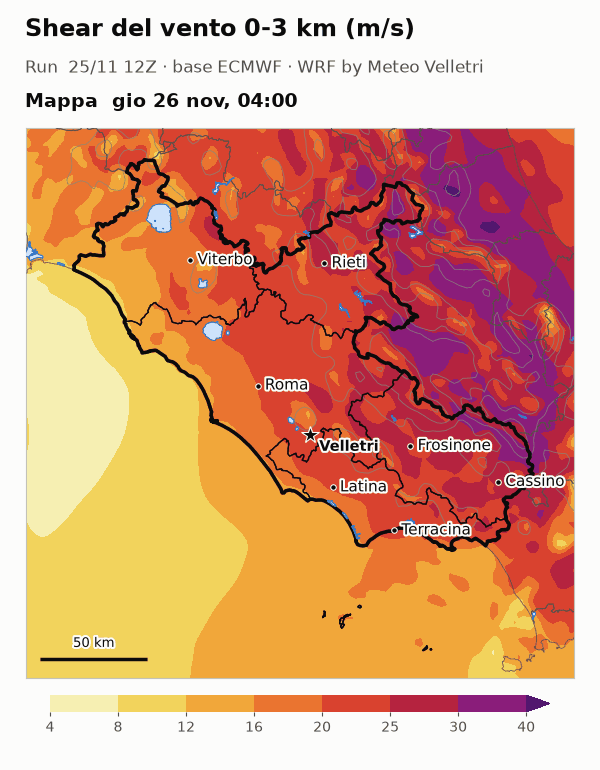 Shear del vento 0-3 km (m/s)
Run  25/11 12Z · base ECMWF · WRF by Meteo Velletri
Mappa  gio 26 nov, 04:00
Viterbo
Rieti
Roma
Velletri
Frosinone
Latina
Cassino
Terracina
50 km
4 8 12 16 20 25 30 40